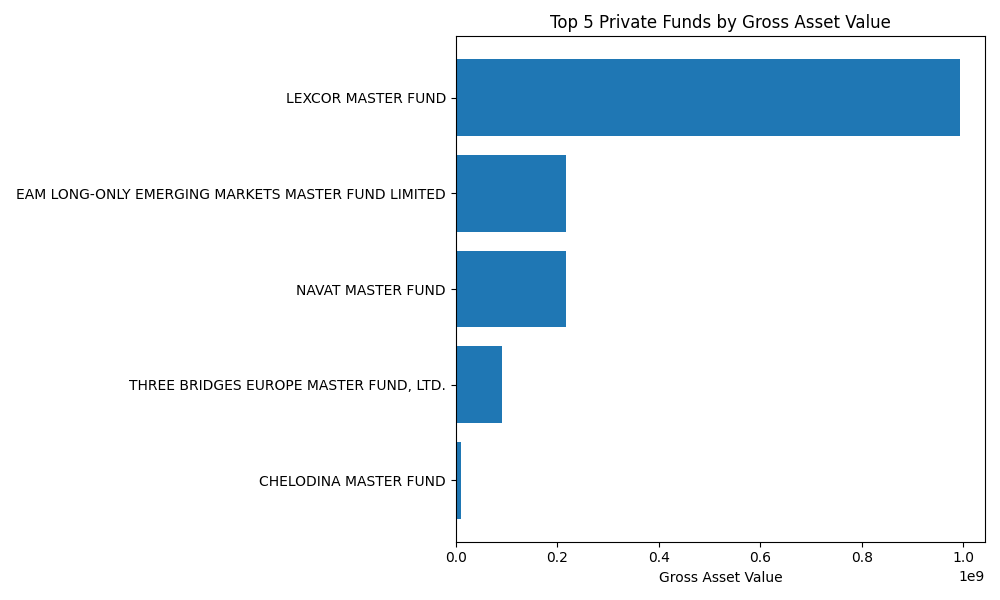 Top 5 Private Funds by Gross Asset Value
LEXCOR MASTER FUND
EAM LONG-ONLY EMERGING MARKETS MASTER FUND LIMITED
NAVAT MASTER FUND
THREE BRIDGES EUROPE MASTER FUND, LTD.
CHELODINA MASTER FUND
0.0 0.2 0.4 0.6 0.8 1.0
1e9
Gross Asset Value